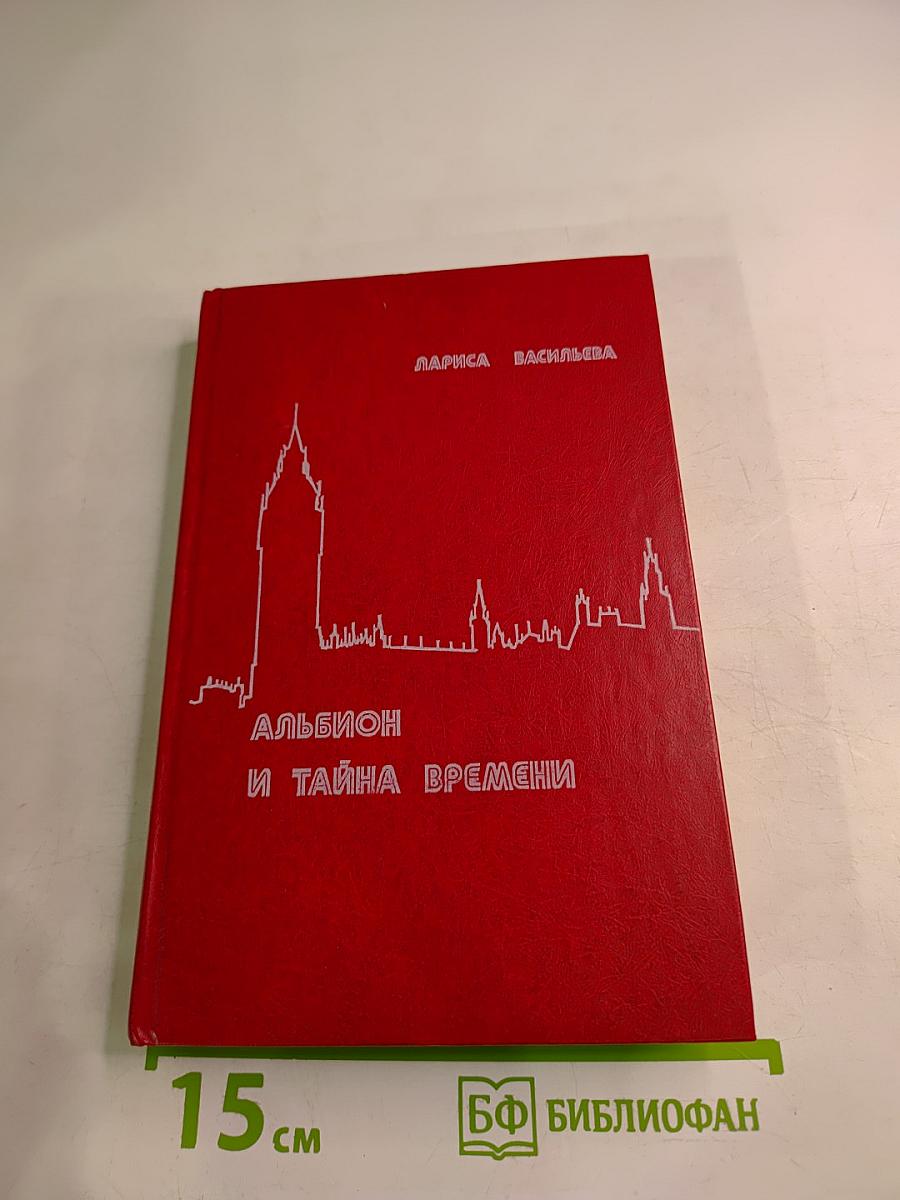 ЛАРИСА ВАСИЛЬЕВА
АЛЬБИОН
И ТАЙНА ВРЕМЕНИ
15 см
БФ БИБЛИОФАН